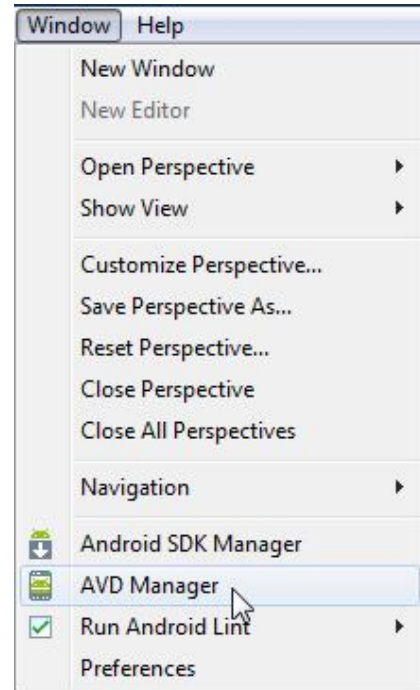 Window Help
New Window
New Editor
Open Perspective
Show View
Customize Perspective...
Save Perspective As...
Reset Perspective...
Close Perspective
Close All Perspectives
Navigation
Android SDK Manager
AVD Manager
Run Android Lint
Preferences